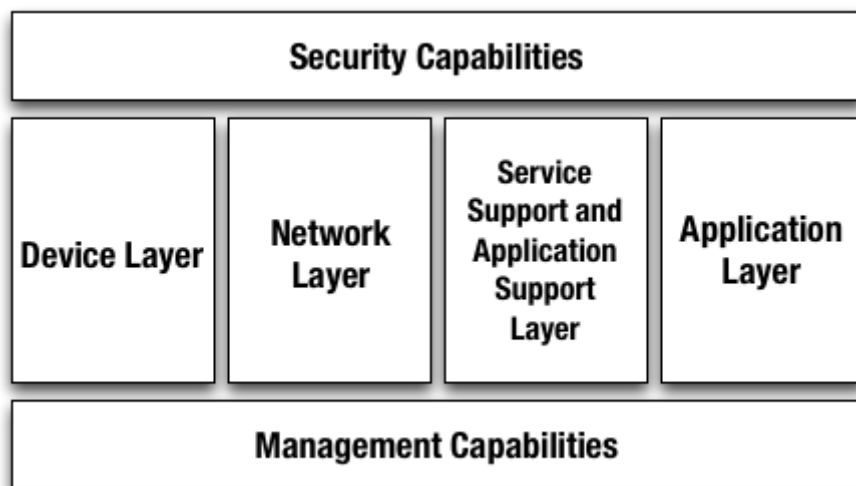 Security Capabilities
Device Layer
Network
Layer
Service
Support and
Application
Support
Layer
Application
Layer
Management Capabilities